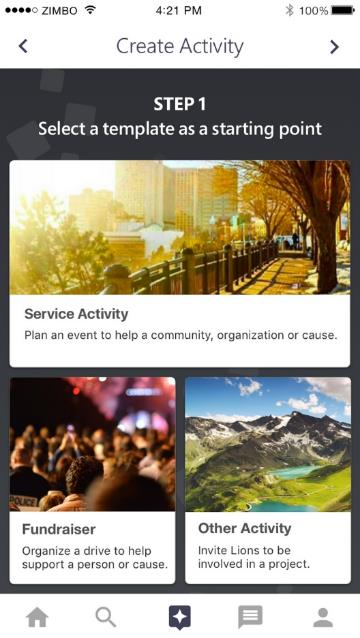 ZIMBO 4:21 PM 100%
Create Activity
STEP 1
Select a template as a starting point
Service Activity
Plan an event to help a community, organization or cause.
POLICE
Fundraiser
Organize a drive to help
support a person or cause.
Other Activity
Invite Lions to be
involved in a project.